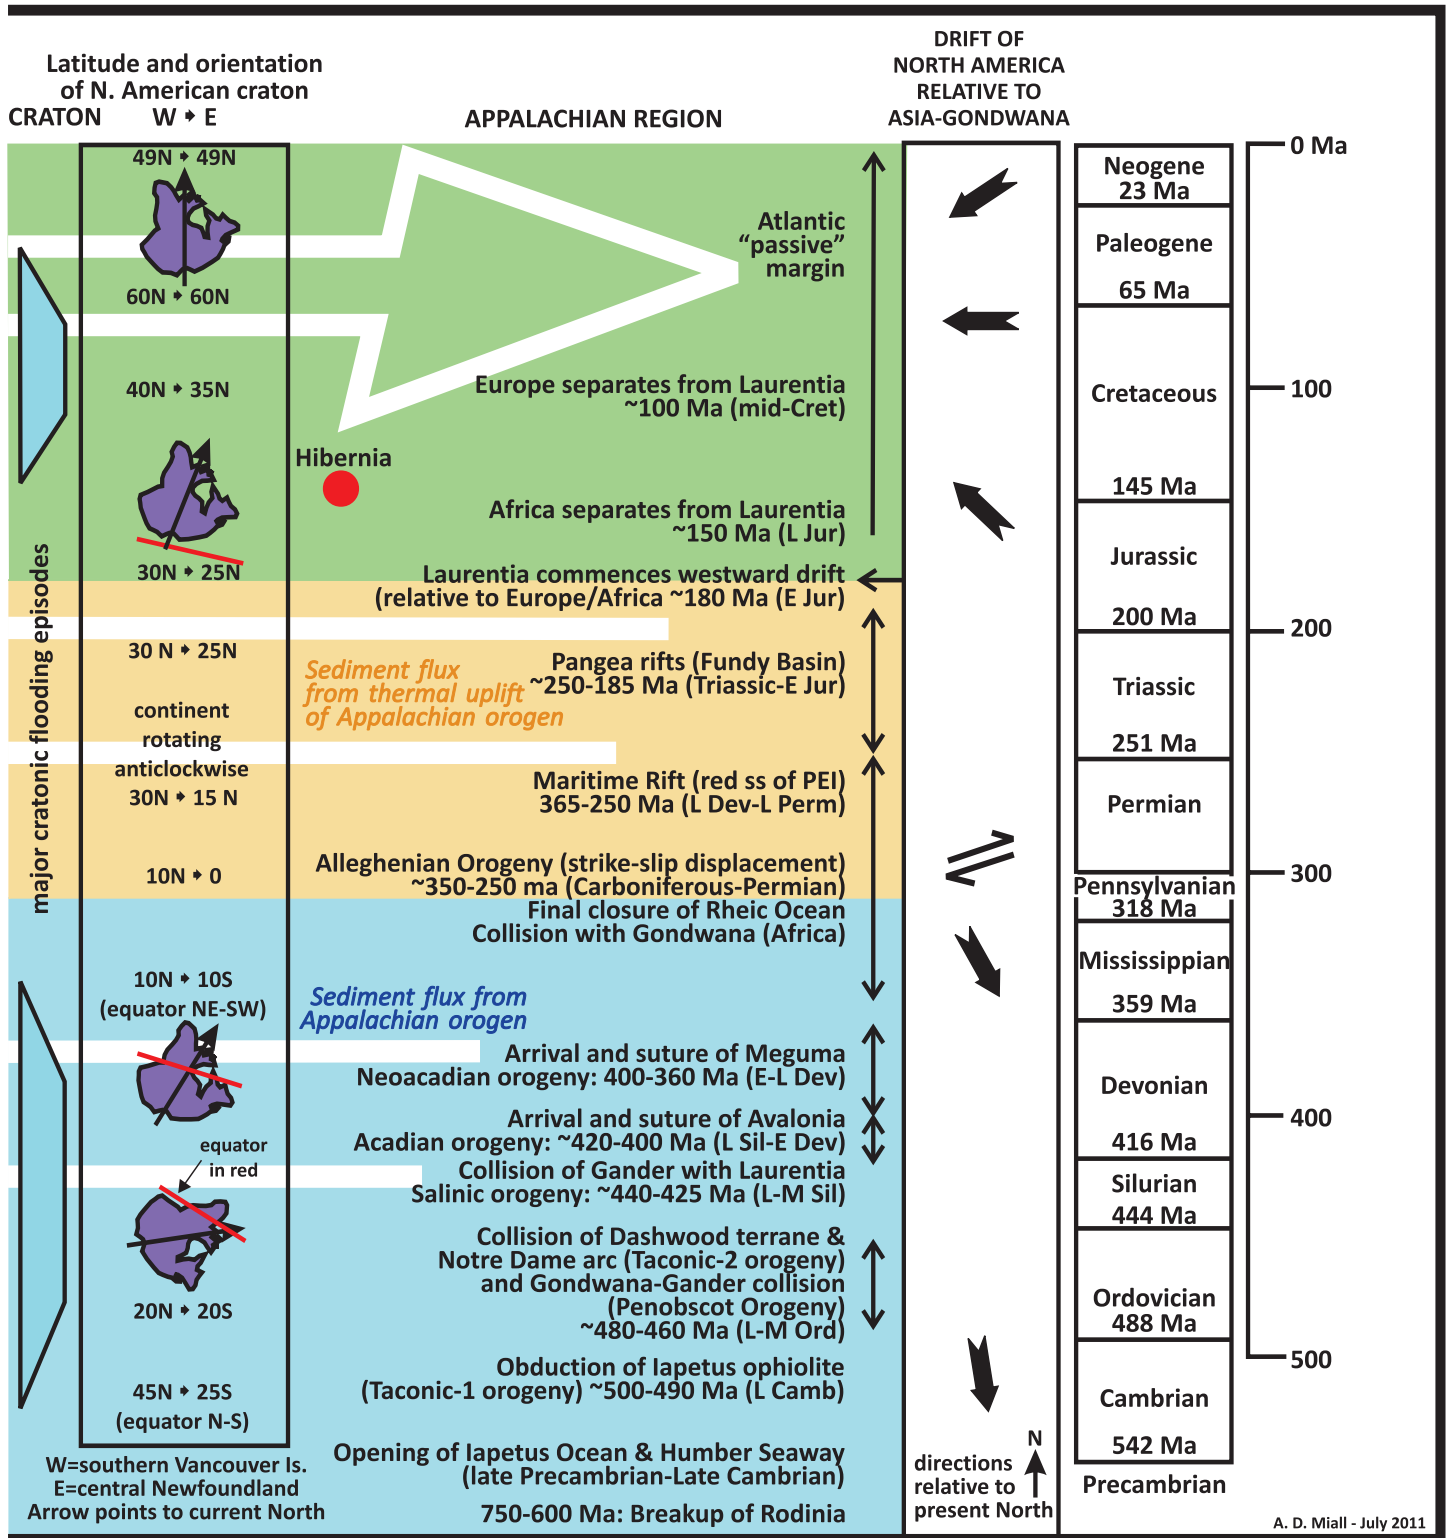 Latitude and orientation
of N. American craton
CRATON
W → E
APPALACHIAN REGION
DRIFT OF
NORTH AMERICA
RELATIVE TO
ASIA-GONDWANA
49N → 49N
60N → 60N
40N → 35N
30N → 25N
30 N → 25N
continent
rotating
anticlockwise
30N → 15 N
10N → 0
10N → 10S
(equator NE-SW)
equator
in red
20N → 20S
45N → 25S
(equator N-S)
W=southern Vancouver Is.
E=central Newfoundland
Arrow points to current North
major cratonic flooding episodes
Hibernia
Sediment flux
from thermal uplift
of Appalachian orogen
Sediment flux from
Appalachian orogen
Atlantic
“passive”
margin
Europe separates from Laurentia
~100 Ma (mid-Cret)
Africa separates from Laurentia
~150 Ma (L Jur)
Laurentia commences westward drift
(relative to Europe/Africa ~180 Ma (E Jur)
Pangea rifts (Fundy Basin)
~250-185 Ma (Triassic-E Jur)
Maritime Rift (red ss of PEI)
365-250 Ma (L Dev-L Perm)
Alleghenian Orogeny (strike-slip displacement)
~350-250 ma (Carboniferous-Permian)
Final closure of Rheic Ocean
Collision with Gondwana (Africa)
Arrival and suture of Meguma
Neoacadian orogeny: 400-360 Ma (E-L Dev)
Arrival and suture of Avalonia
Acadian orogeny: ~420-400 Ma (L Sil-E Dev)
Collision of Gander with Laurentia
Salinic orogeny: ~440-425 Ma (L-M Sil)
Collision of Dashwood terrane &
Notre Dame arc (Taconic-2 orogeny)
and Gondwana-Gander collision
(Penobscot Orogeny)
~480-460 Ma (L-M Ord)
Obduction of Iapetus ophiolite
(Taconic-1 orogeny) ~500-490 Ma (L Camb)
Opening of Iapetus Ocean & Humber Seaway
(late Precambrian-Late Cambrian)
750-600 Ma: Breakup of Rodinia
N
directions
relative to
present North
Neogene
23 Ma
Paleogene
65 Ma
Cretaceous
145 Ma
Jurassic
200 Ma
Triassic
251 Ma
Permian
Pennsylvanian
318 Ma
Mississippian
359 Ma
Devonian
416 Ma
Silurian
444 Ma
Ordovician
488 Ma
Cambrian
542 Ma
Precambrian
0 Ma
100
200
300
400
500
A. D. Miall - July 2011